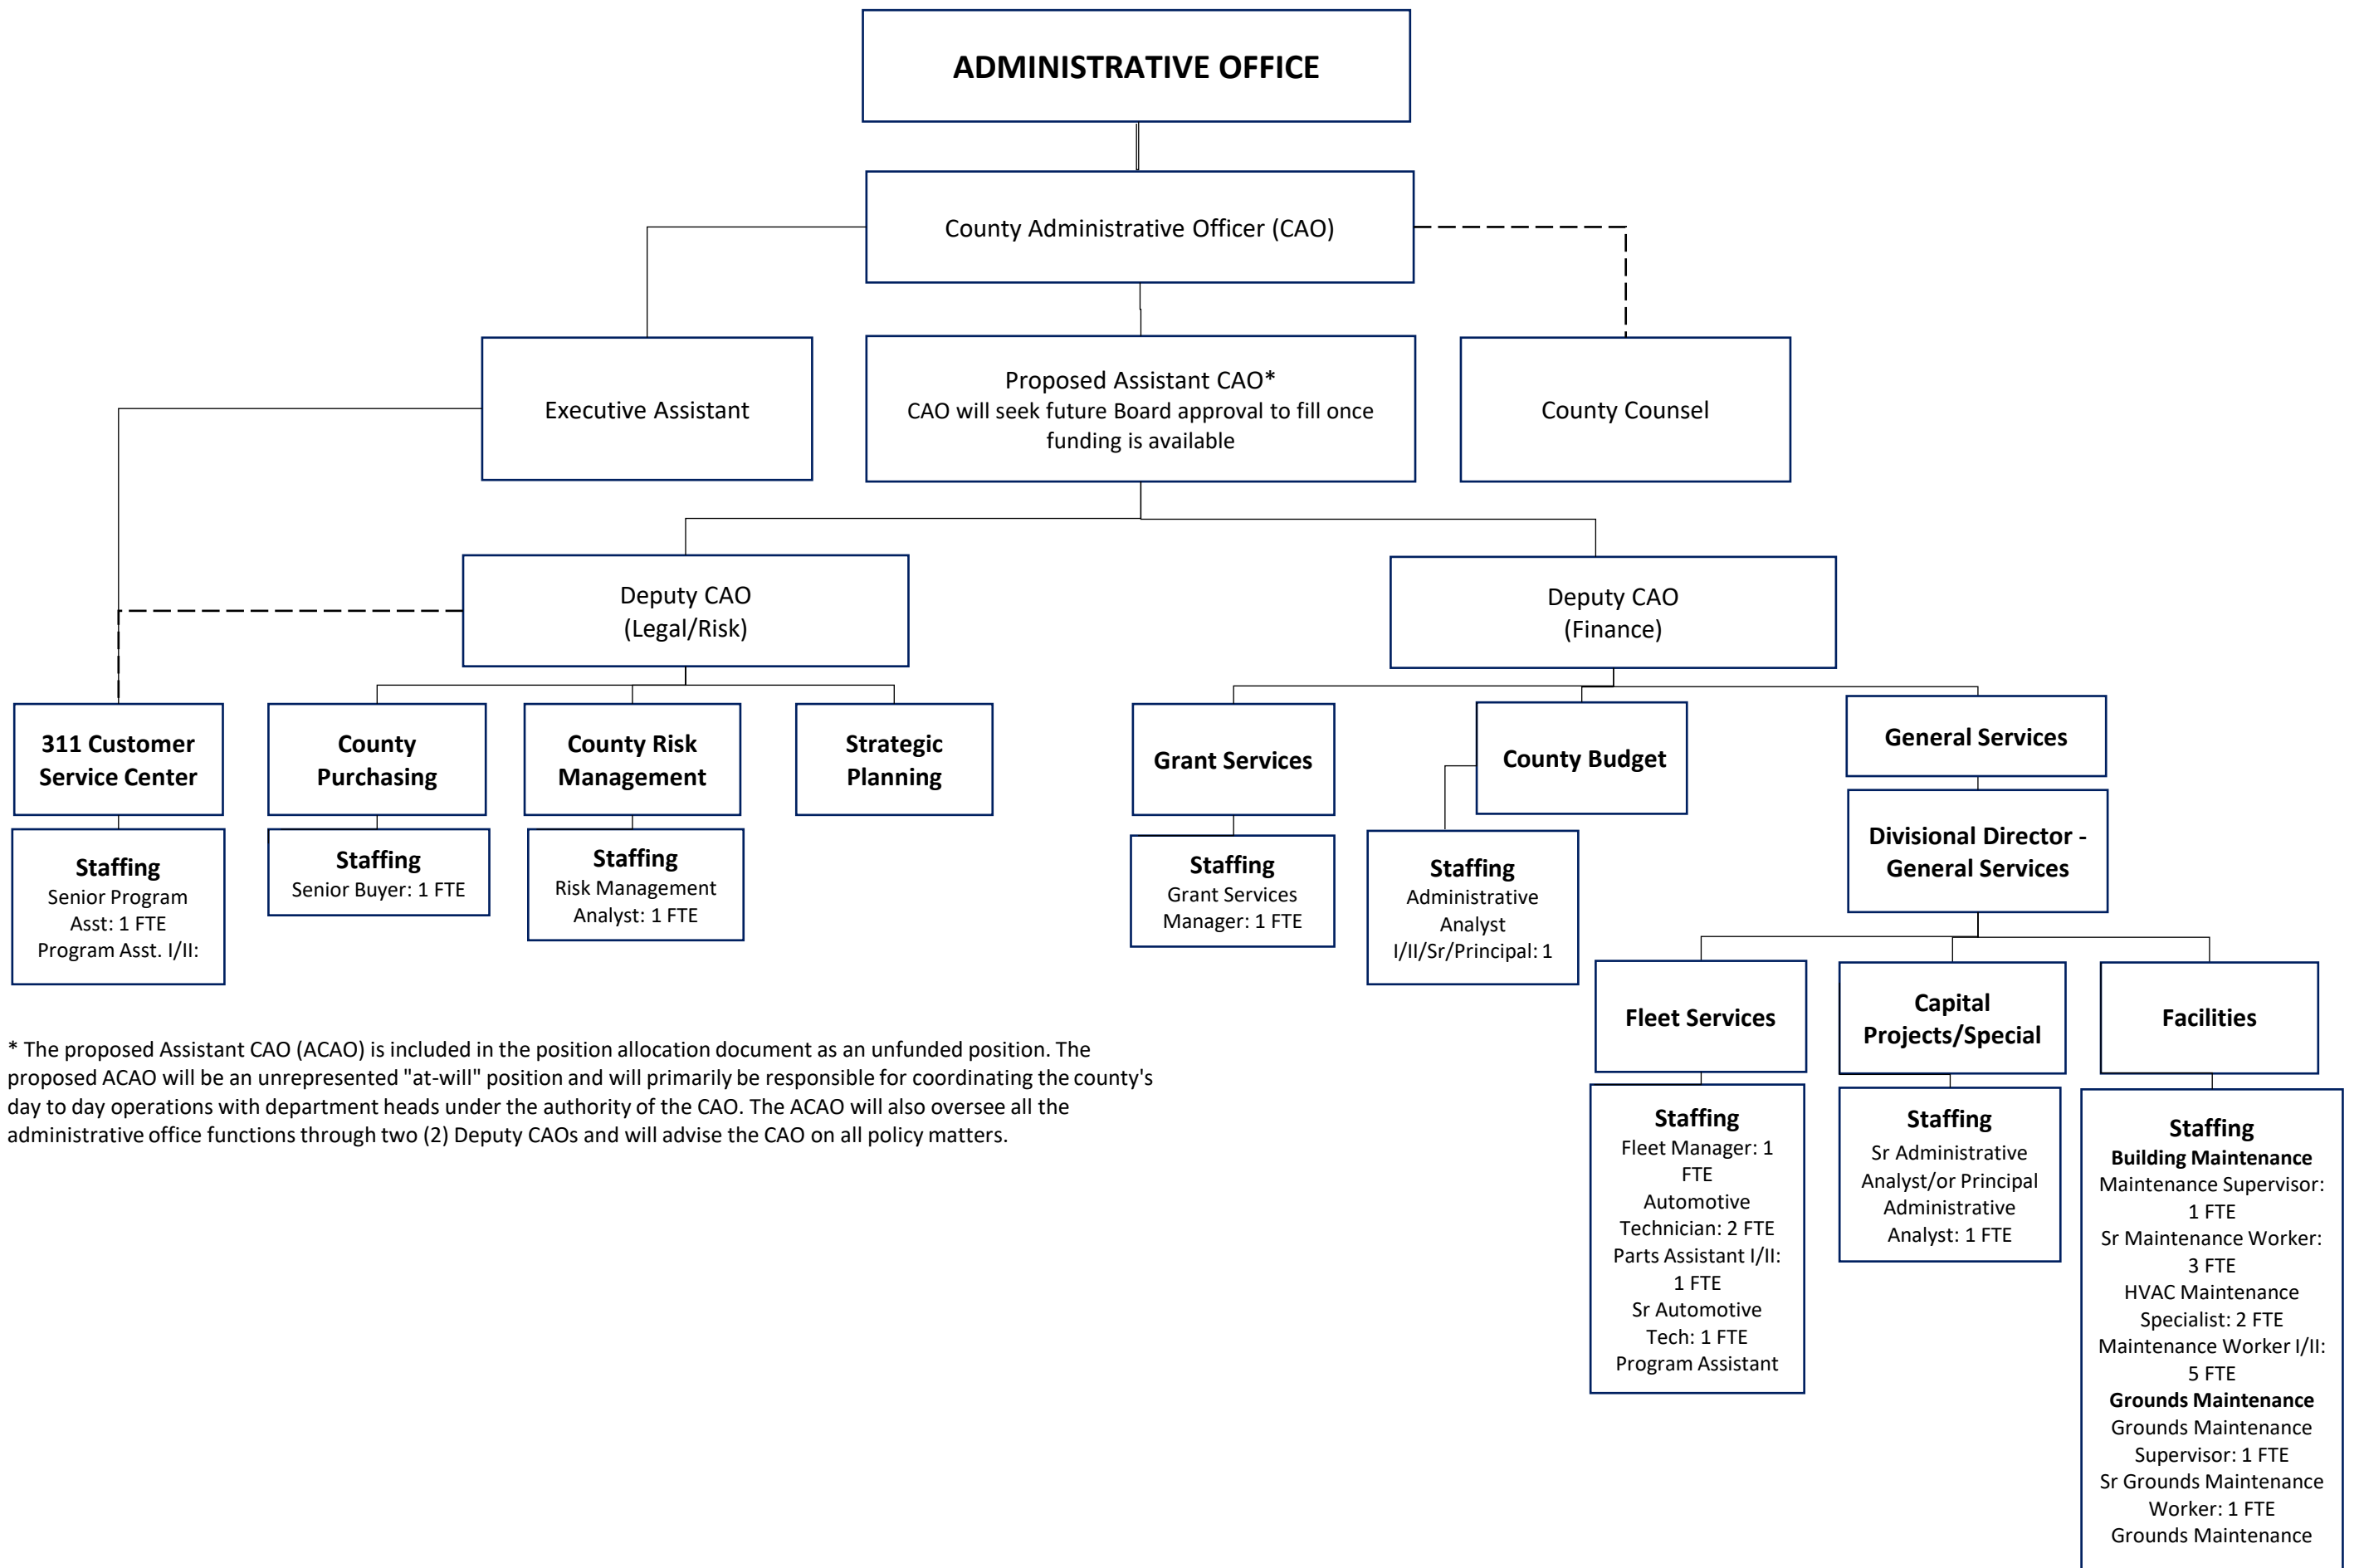 ADMINISTRATIVE OFFICE
County Administrative Officer (CAO)
Executive Assistant
Proposed Assistant CAO*
CAO will seek future Board approval to fill once
funding is available
County Counsel
Deputy CAO
(Legal/Risk)
Deputy CAO
(Finance)
311 Customer
Service Center
County
Purchasing
County Risk
Management
Strategic
Planning
Grant Services
County Budget
General Services
Divisional Director -
General Services
Staffing
Senior Program
Asst: 1 FTE
Program Asst. I/II:
Staffing
Senior Buyer: 1 FTE
Staffing
Risk Management
Analyst: 1 FTE
Staffing
Grant Services
Manager: 1 FTE
Staffing
Administrative
Analyst
I/II/Sr/Principal: 1
Fleet Services
Capital
Projects/Special
Facilities
Staffing
Fleet Manager: 1
FTE
Automotive
Technician: 2 FTE
Parts Assistant I/II:
1 FTE
Sr Automotive
Tech: 1 FTE
Program Assistant
Staffing
Sr Administrative
Analyst/or Principal
Administrative
Analyst: 1 FTE
Staffing
Building Maintenance
Maintenance Supervisor:
1 FTE
Sr Maintenance Worker:
3 FTE
HVAC Maintenance
Specialist: 2 FTE
Maintenance Worker I/II:
5 FTE
Grounds Maintenance
Grounds Maintenance
Supervisor: 1 FTE
Sr Grounds Maintenance
Worker: 1 FTE
Grounds Maintenance
* The proposed Assistant CAO (ACAO) is included in the position allocation document as an unfunded position. The
proposed ACAO will be an unrepresented "at-will" position and will primarily be responsible for coordinating the county's
day to day operations with department heads under the authority of the CAO. The ACAO will also oversee all the
administrative office functions through two (2) Deputy CAOs and will advise the CAO on all policy matters.